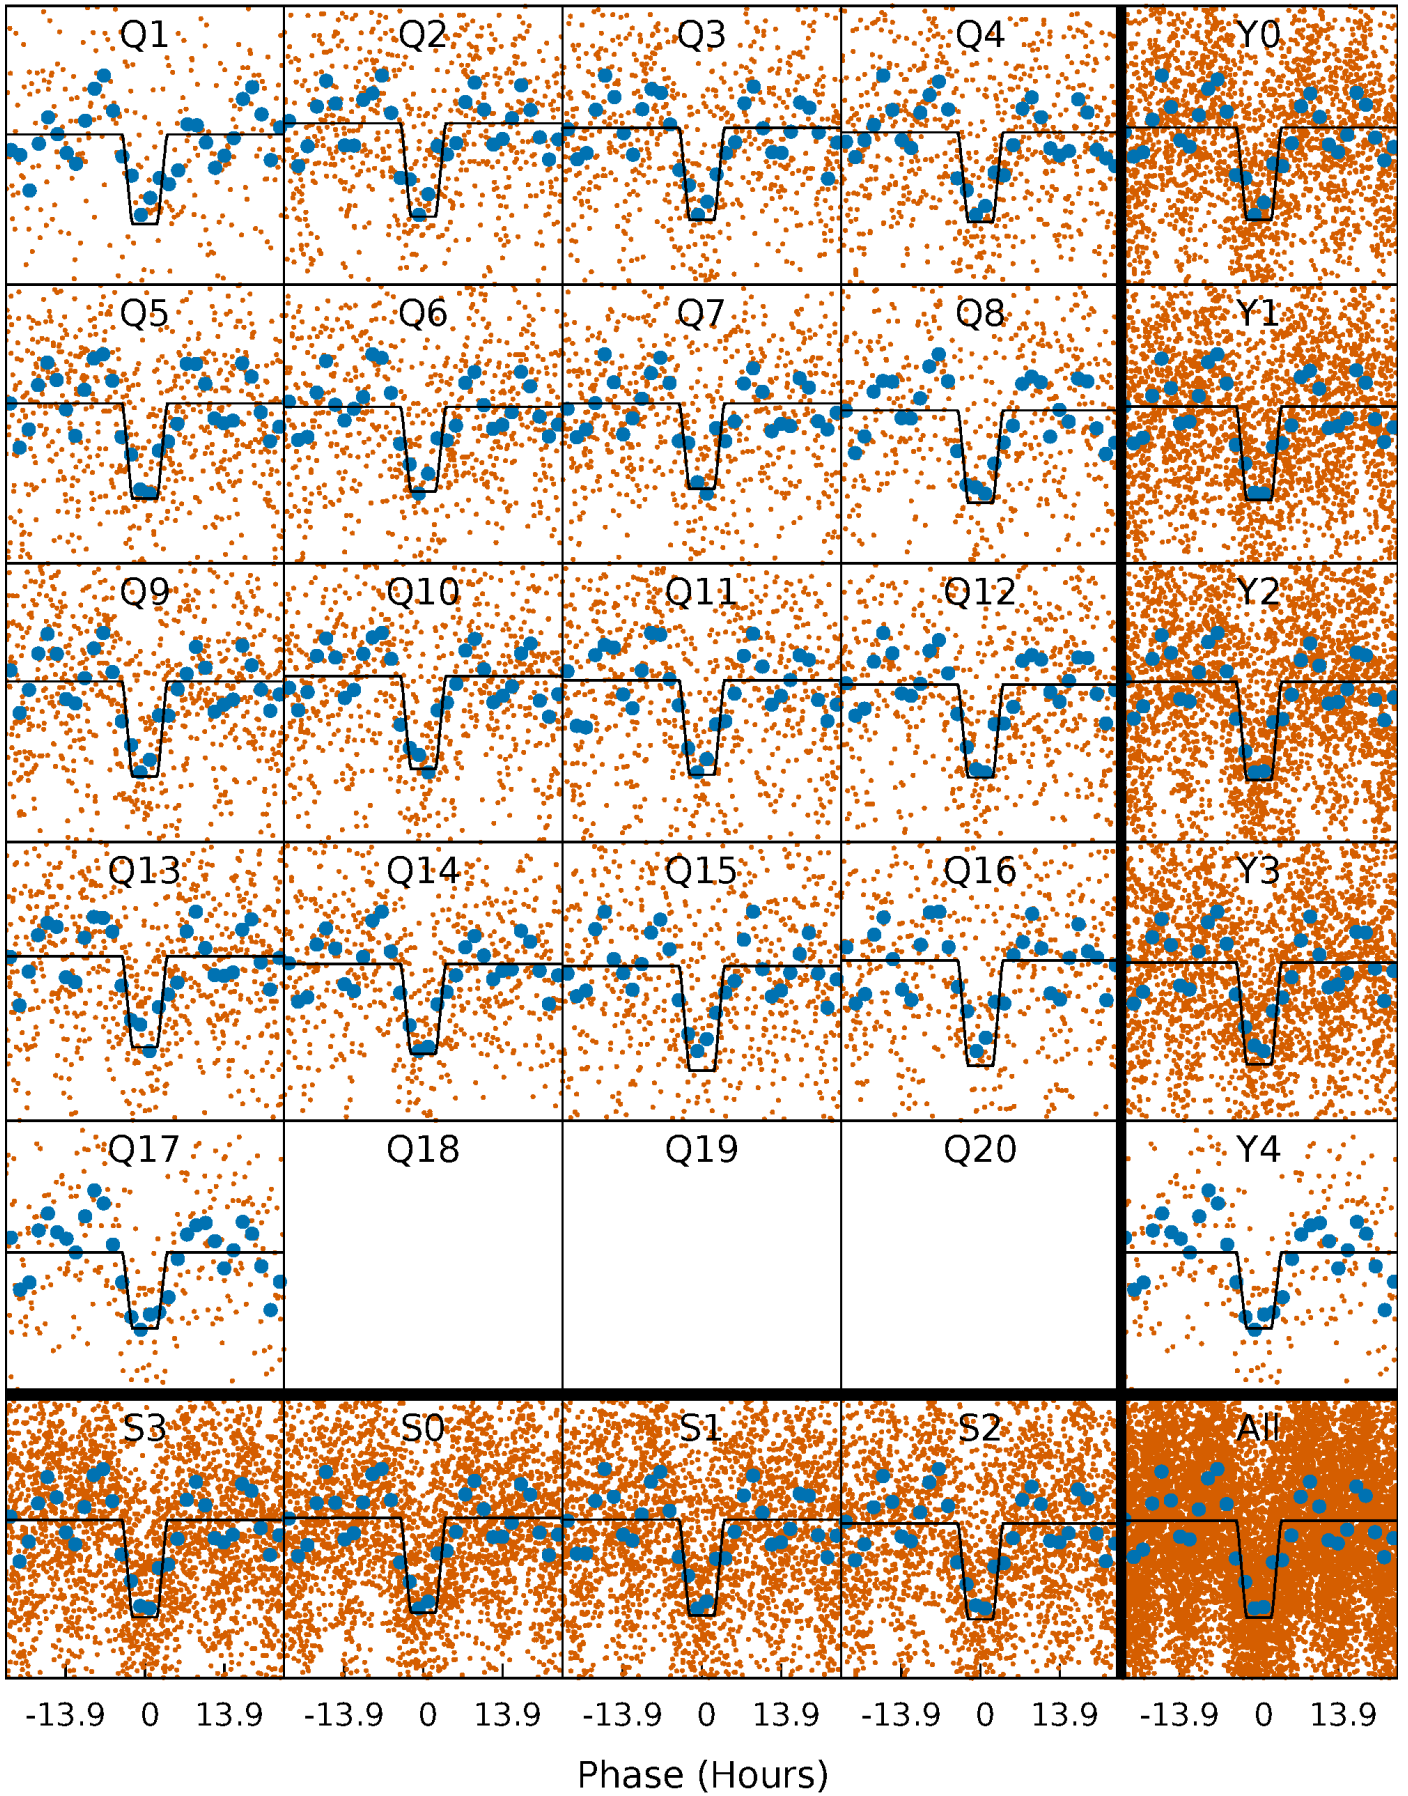 Q1 Q2 Q3 Q4 Y0
Q5 Q6 Q7 Q8 Y1
Q9 Q10 Q11 Q12 Y2
Q13 Q14 Q15 Q16 Y3
Q17 Q18 Q19 Q20 Y4
S3 S0 S1 S2 All
-13.9 0 13.9 -13.9 0 13.9 -13.9 0 13.9 -13.9 0 13.9 -13.9 0 13.9
Phase (Hours)